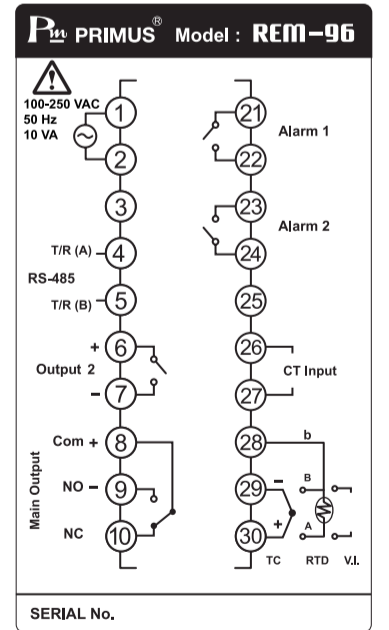 Pm PRIMUS® Model : REM-96
100-250 VAC
50 Hz
10 VA
1
2
3
T/R (A) 4
RS-485
T/R (B) 5
+ 6
Output 2
- 7
Main Output
Com + 8
NO - 9
NC 10
21
Alarm 1
22
23
Alarm 2
24
25
26
CT Input
27
28 b
29 - B
30 + A
TC RTD V.I.
SERIAL No.